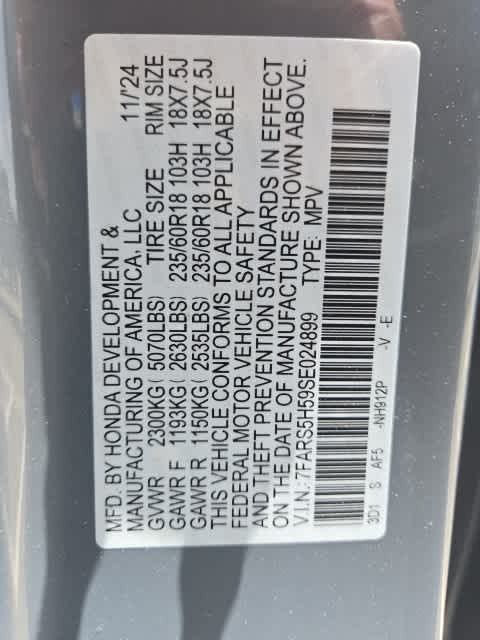 MFD. BY HONDA DEVELOPMENT &
MANUFACTURING OF AMERICA, LLC 11/'24
GVWR 2300KG( 5070LBS) TIRE SIZE RIM SIZE
GAWR F 1193KG( 2630LBS) 235/60R18 103H 18X7.5J
GAWR R 1150KG( 2535LBS) 235/60R18 103H 18X7.5J
THIS VEHICLE CONFORMS TO ALL APPLICABLE
FEDERAL MOTOR VEHICLE SAFETY
AND THEFT PREVENTION STANDARDS IN EFFECT
ON THE DATE OF MANUFACTURE SHOWN ABOVE.
V.I.N.: 7FARS5H59SE024899 TYPE: MPV
3D1 S AF5 -NH912P -V -E